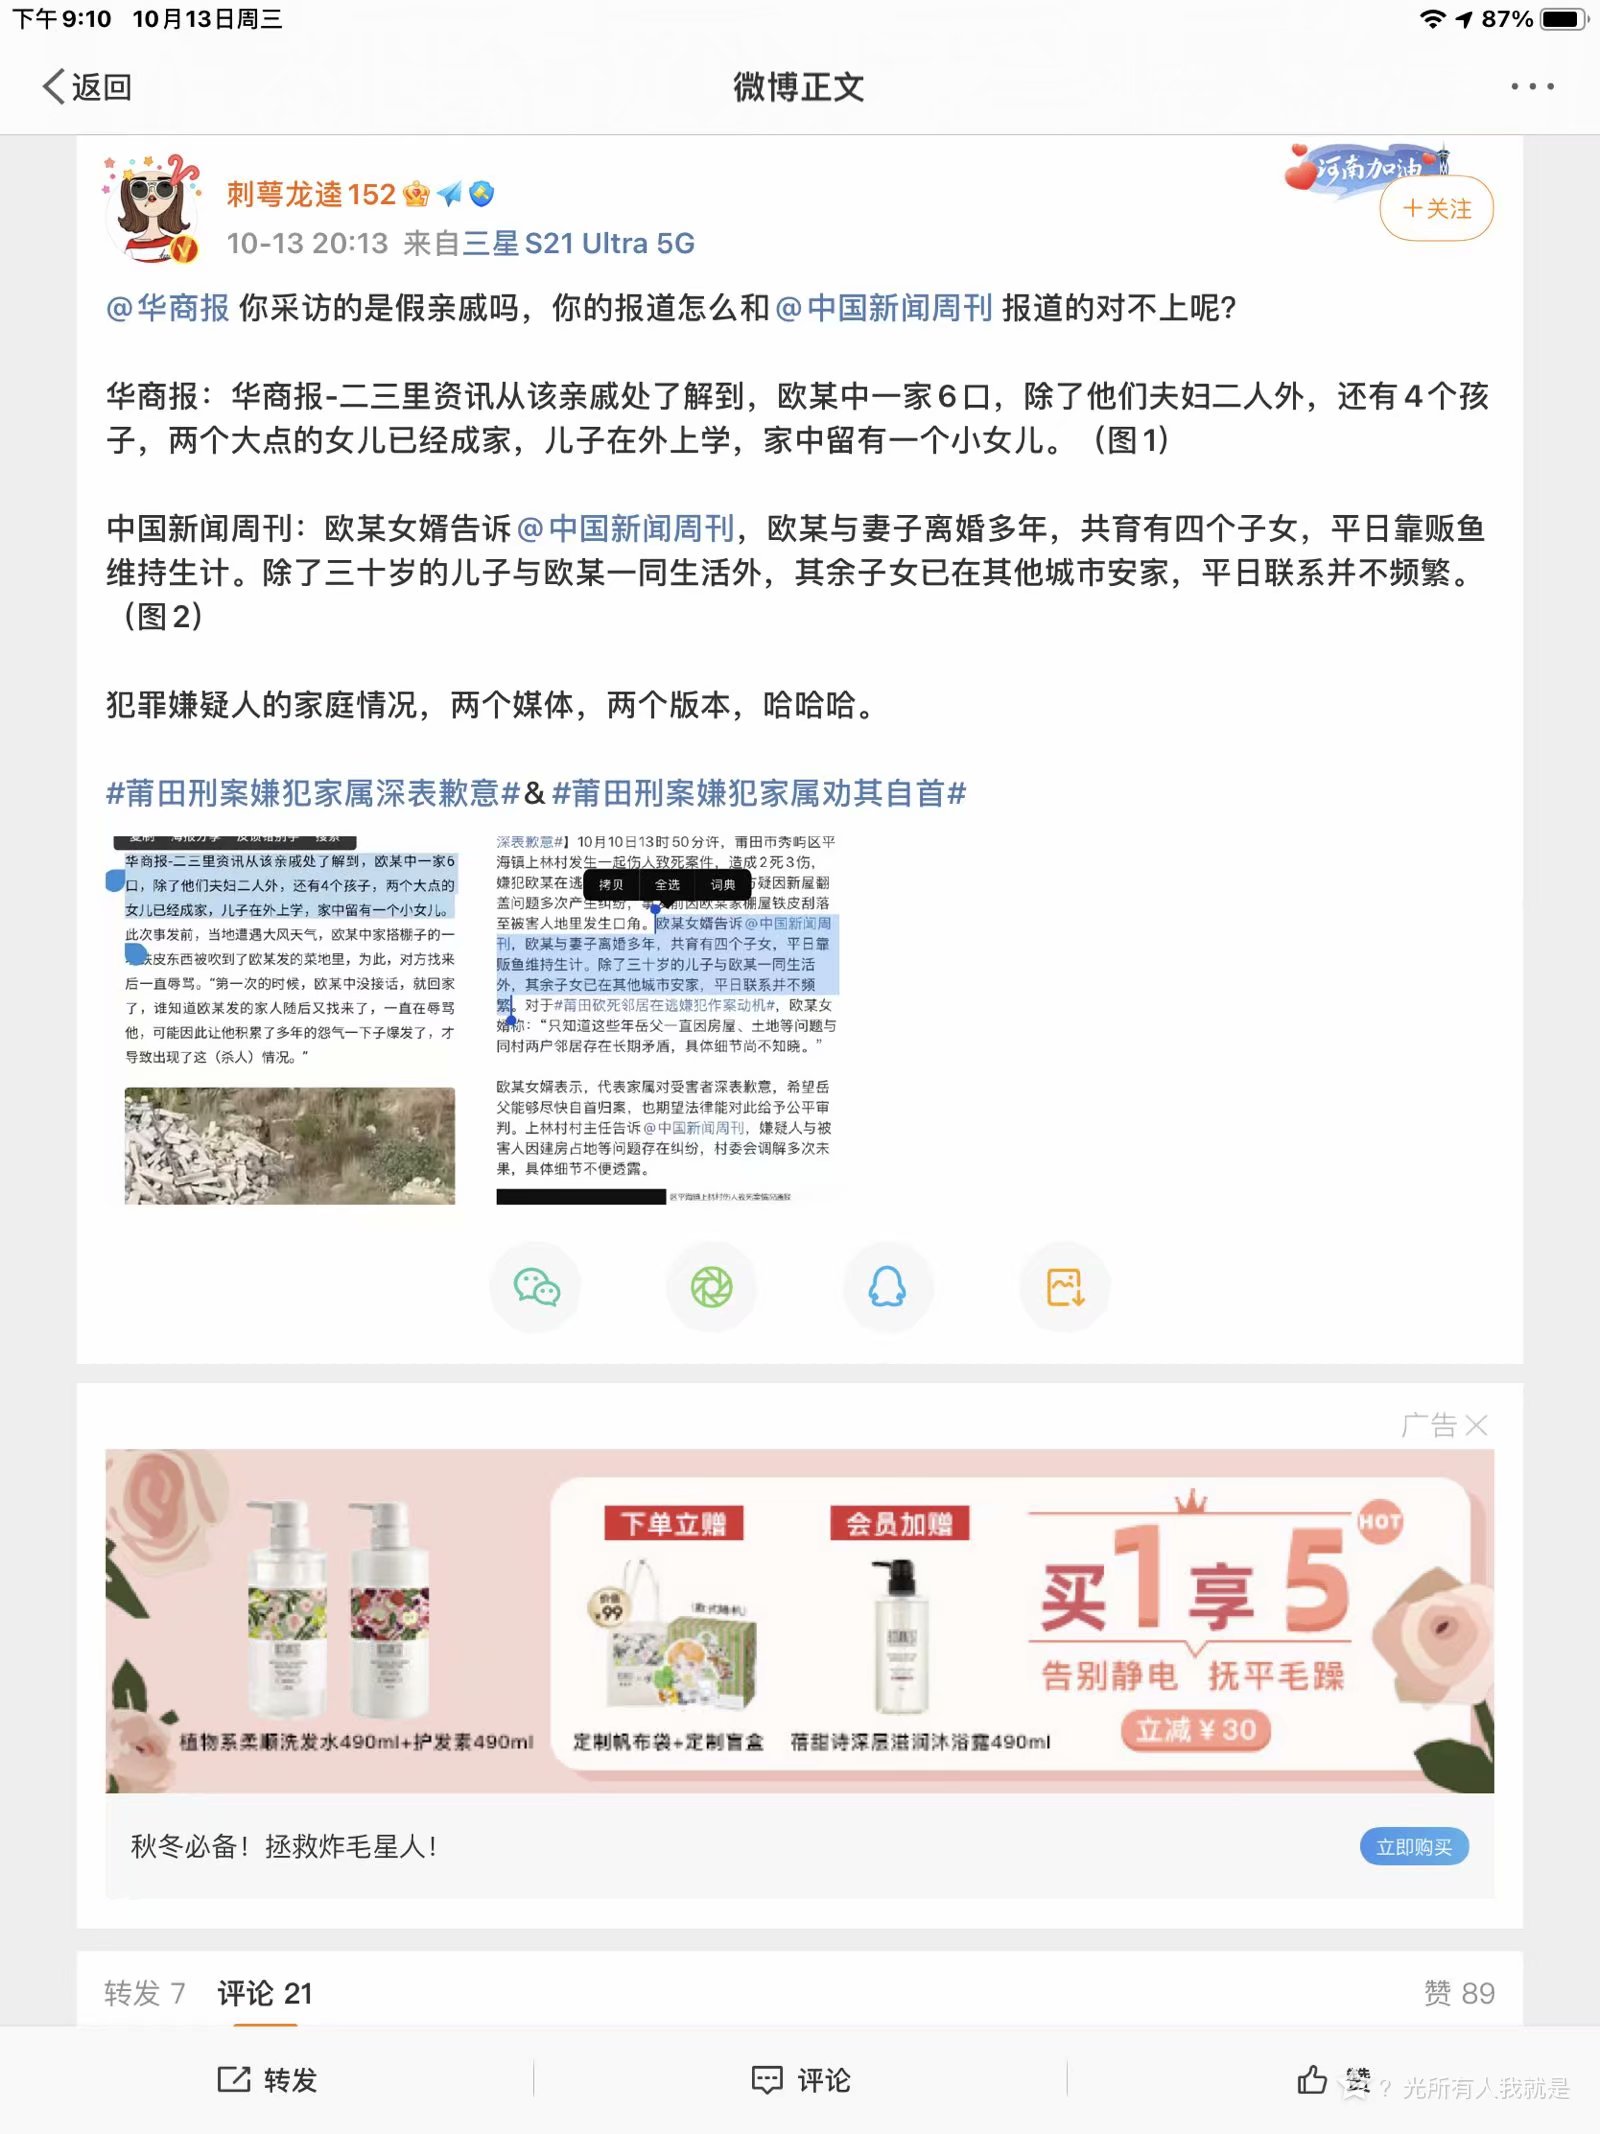 下午9:10 10月13日周三
87%
返回
微博正文
河南加油
刺萼龙逵152
+关注
10-13 20:13 来自三星S21 Ultra 5G
@华商报 你采访的是假亲戚吗，你的报道怎么和@中国新闻周刊 报道的对不上呢？
华商报：华商报-二三里资讯从该亲戚处了解到，欧某中一家6口，除了他们夫妇二人外，还有4个孩
子，两个大点的女儿已经成家，儿子在外上学，家中留有一个小女儿。（图1）
中国新闻周刊：欧某女婿告诉@中国新闻周刊，欧某与妻子离婚多年，共育有四个子女，平日靠贩鱼
维持生计。除了三十岁的儿子与欧某一同生活外，其余子女已在其他城市安家，平日联系并不频繁。
（图2）
犯罪嫌疑人的家庭情况，两个媒体，两个版本，哈哈哈。
#莆田刑案嫌犯家属深表歉意#&#莆田刑案嫌犯家属劝其自首#
华商报-二三里资讯从该亲戚处了解到，欧某中一家6
口，除了他们夫妇二人外，还有4个孩子，两个大点的
女儿已经成家，儿子在外上学，家中留有一个小女儿。
此次事发前，当地遭遇大风天气，欧某中家搭棚子的一
铁皮东西被吹到了欧某发的菜地里，为此，对方找来
后一直辱骂。“第一次的时候，欧某中没接话，就回家
了，谁知道欧某发的家人随后又找来了，一直在辱骂
他，可能因此让他积累了多年的怨气一下子爆发了，才
导致出现了这（杀人）情况。”
深表歉意#】10月10日13时50分许，莆田市秀屿区平
海镇上林村发生一起伤人致死案件，造成2死3伤，
嫌犯欧某在逃
拷贝 全选 词典
疑因新屋翻
盖问题多次产生纠纷，事发前因欧某家棚屋铁皮刮落
至被害人地里发生口角。欧某女婿告诉@中国新闻周
刊，欧某与妻子离婚多年，共育有四个子女，平日靠
贩鱼维持生计。除了三十岁的儿子与欧某一同生活
外，其余子女已在其他城市安家，平日联系并不频
繁。对于#莆田砍死邻居在逃嫌犯作案动机#，欧某女
婿称：“只知道这些年岳父一直因房屋、土地等问题与
同村两户邻居存在长期矛盾，具体细节尚不知晓。”
欧某女婿表示，代表家属对受害者深表歉意，希望岳
父能够尽快自首归案，也期望法律能对此给予公平审
判。上林村村主任告诉@中国新闻周刊，嫌疑人与被
害人因建房占地等问题存在纠纷，村委会调解多次未
果，具体细节不便透露。
区平海镇上林村伤人致死案情况通报
广告
下单立赠
会员加赠
HOT
买1享5
价值
¥99
(款式随机)
告别静电 抚平毛躁
立减¥30
植物系柔顺洗发水490ml+护发素490ml
定制帆布袋+定制盲盒
蓓甜诗深层滋润沐浴露490ml
秋冬必备！拯救炸毛星人！
立即购买
转发 7 评论 21
赞 89
转发
评论
赞
? 光所有人我就是